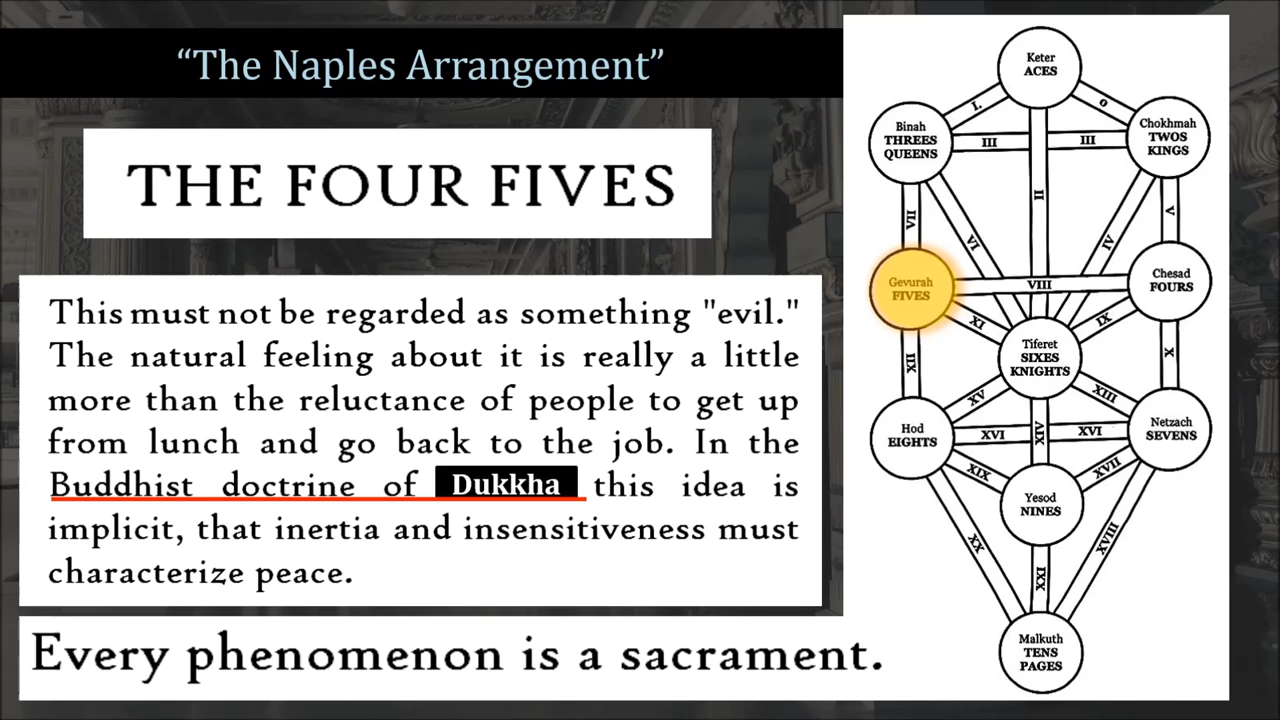 “The Naples Arrangement”
THE FOUR FIVES
This must not be regarded as something "evil."
The natural feeling about it is really a little
more than the reluctance of people to get up
from lunch and go back to the job. In the
Buddhist doctrine of Dukkha this idea is
implicit, that inertia and insensitiveness must
characterize peace.
Every phenomenon is a sacrament.
Keter
ACES
I.
0
Binah
THREES
QUEENS
III
III
Chokhmah
TWOS
KINGS
II
VII
VI
IV
V
Gevurah
FIVES
VIII
Chesad
FOURS
XI
IX
XII
Tiferet
SIXES
KNIGHTS
X
XV
XIII
Hod
EIGHTS
XVI
XIV
XVI
Netzach
SEVENS
XIX
XVII
Yesod
NINES
XX
XXI
XVIII
Malkuth
TENS
PAGES